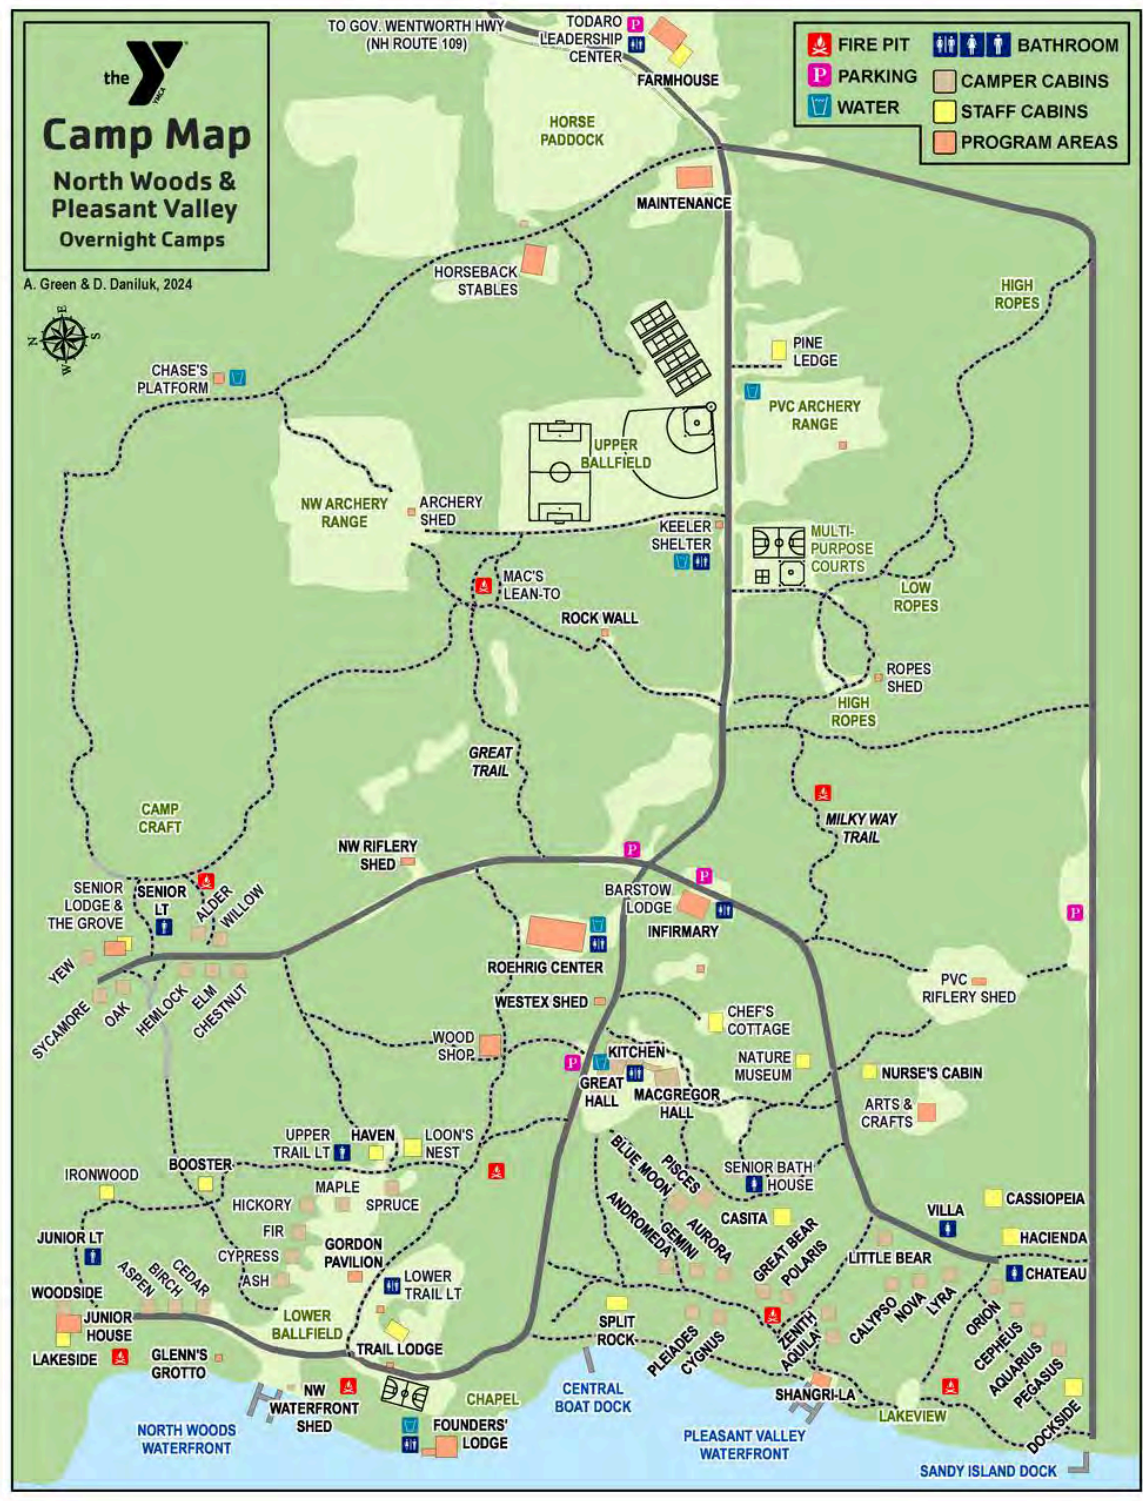 the
YMCA
Camp Map
North Woods &
Pleasant Valley
Overnight Camps
A. Green & D. Daniluk, 2024
N
E
S
W
TO GOV. WENTWORTH HWY
(NH ROUTE 109)
TODARO
LEADERSHIP
CENTER
P
FARMHOUSE
FIRE PIT
P PARKING
WATER
BATHROOM
CAMPER CABINS
STAFF CABINS
PROGRAM AREAS
HORSE
PADDOCK
MAINTENANCE
HORSEBACK
STABLES
HIGH
ROPES
CHASE'S
PLATFORM
PINE
LEDGE
PVC ARCHERY
RANGE
UPPER
BALLFIELD
NW ARCHERY
RANGE
ARCHERY
SHED
KEELER
SHELTER
MULTI-
PURPOSE
COURTS
MAC'S
LEAN-TO
LOW
ROPES
ROCK WALL
ROPES
SHED
HIGH
ROPES
GREAT
TRAIL
CAMP
CRAFT
MILKY WAY
TRAIL
NW RIFLERY
SHED
P
P
P
SENIOR
LODGE &
THE GROVE
SENIOR
LT
ALDER
WILLOW
BARSTOW
LODGE
INFIRMARY
YEW
ROEHRIG CENTER
SYCAMORE
OAK
HEMLOCK
ELM
CHESTNUT
WESTEX SHED
PVC
RIFLERY SHED
CHEF'S
COTTAGE
WOOD
SHOP
P
KITCHEN
GREAT
HALL
MACGREGOR
HALL
NATURE
MUSEUM
NURSE'S CABIN
ARTS &
CRAFTS
UPPER
TRAIL LT
HAVEN
LOON'S
NEST
IRONWOOD
BOOSTER
BLUE MOON
PISCES
SENIOR BATH
HOUSE
MAPLE
HICKORY
SPRUCE
FIR
CYPRESS
ASH
GORDON
PAVILION
ANDROMEDA
GEMINI
AURORA
CASITA
GREAT BEAR
POLARIS
VILLA
CASSIOPEIA
HACIENDA
LITTLE BEAR
CHATEAU
JUNIOR LT
ASPEN
BIRCH
CEDAR
WOODSIDE
JUNIOR
HOUSE
LAKESIDE
LOWER
TRAIL LT
LOWER
BALLFIELD
TRAIL LODGE
GLENN'S
GROTTO
SPLIT
ROCK
PLEIADES
CYGNUS
ZENITH
AQUILA
CALYPSO
NOVA
LYRA
ORION
CEPHEUS
AQUARIUS
PEGASUS
DOCKSIDE
NW
WATERFRONT
SHED
CHAPEL
CENTRAL
BOAT DOCK
SHANGRI-LA
LAKEVIEW
NORTH WOODS
WATERFRONT
FOUNDERS'
LODGE
PLEASANT VALLEY
WATERFRONT
SANDY ISLAND DOCK